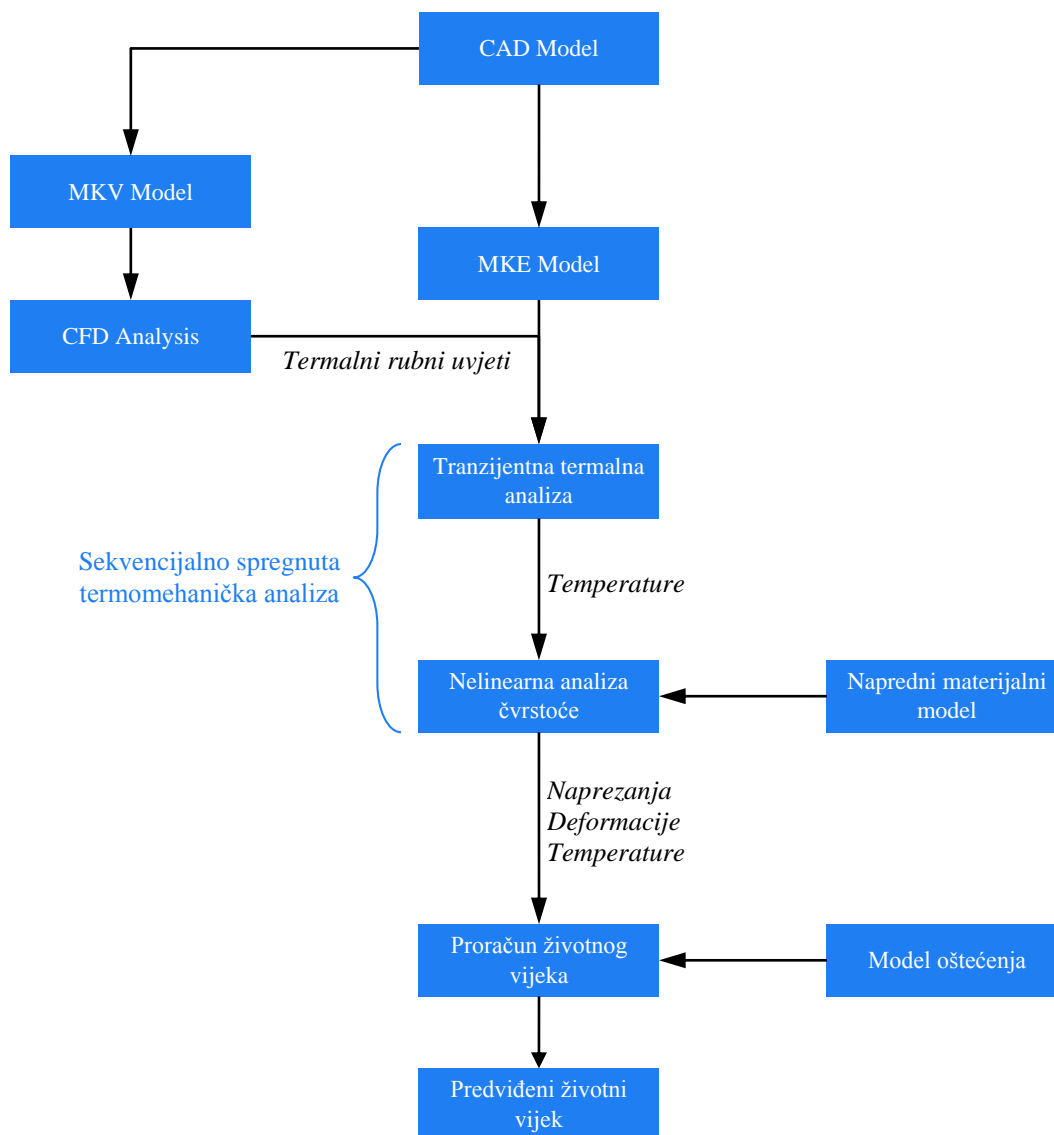 CAD Model
MKV Model
MKE Model
CFD Analysis
Termalni rubni uvjeti
Tranzijentna termalna
analiza
Sekvencijalno spregnuta
termomehanička analiza
Temperature
Nelinearna analiza
čvrstoće
Napredni materijalni
model
Naprezanja
Deformacije
Temperature
Proračun životnog
vijeka
Model oštećenja
Predviđeni životni
vijek